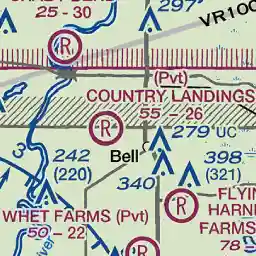 25 - 30
297
VR100
R
(Pvt)
COUNTRY LANDINGS
55 - 26
R
279 UC
Bell
242
(220)
398
(321)
340
R
FLYIN
HARNE
FARMS
78
WHET FARMS (Pvt)
50 - 22
3
R